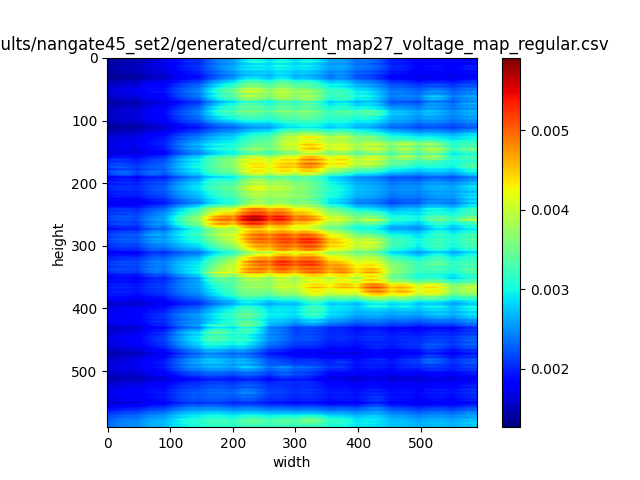 ults/nangate45_set2/generated/current_map27_voltage_map_regular.csv
0
100
200
300
400
500
height
0 100 200 300 400 500
width
0.005
0.004
0.003
0.002